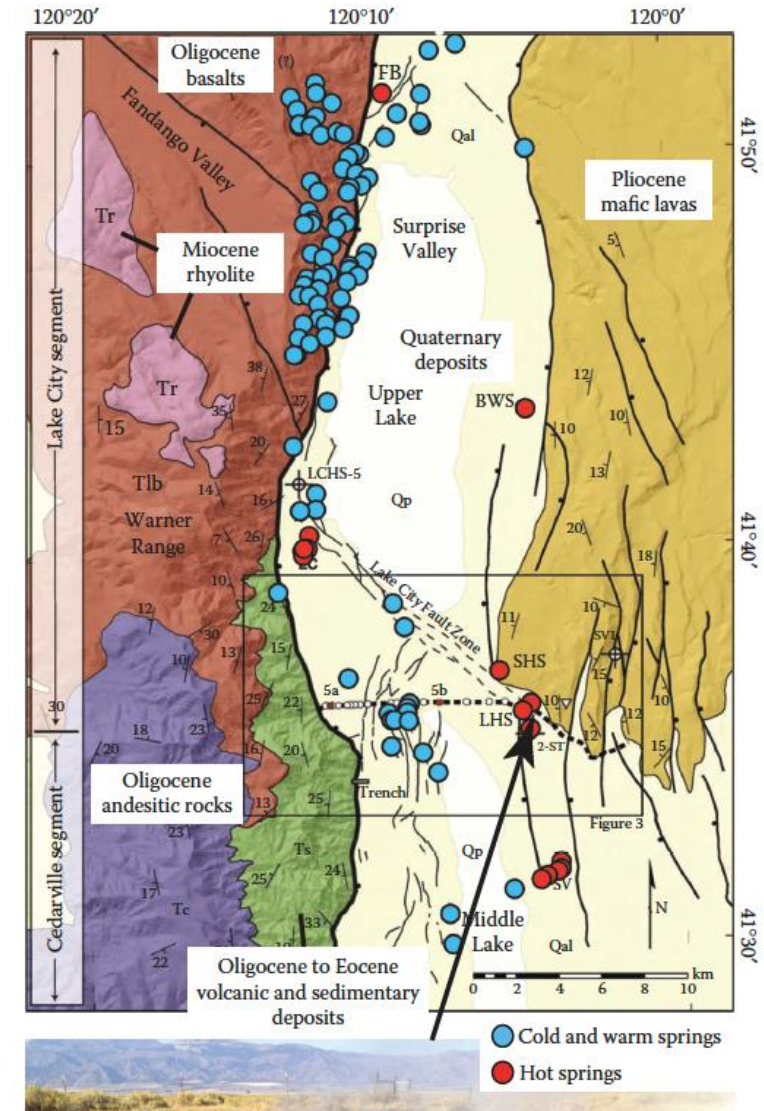 120°20′
120°10′
120°0′
Oligocene
basalts
(?)
FB
Fandango Valley
Qal
41°50′
Pliocene
mafic lavas
Tr
Surprise
Valley
5
Miocene
rhyolite
Lake City segment
Quaternary
deposits
38
12
Tr
Upper
Lake
BWS
10
35
27
15
10
20
LCHS-5
13
Tlb
14
16
Qp
Warner
Range
20
7
26
41°40′
18
Lake City Fault Zone
10
12
24
10
11
30
13
15
10
SHS
15
25
22
5a
5b
10
10
30
LHS
12
18
23
12
2-ST
20
16
20
15
Oligocene
andesitic rocks
Trench
25
13
Figure 3
23
Ts
Qp
Cedarville segment
25
24
SV
17
Tc
N
33
Middle
Lake
Qal
41°30′
22
Oligocene to Eocene
volcanic and sedimentary
deposits
km
0 2 4 6 8 10
Cold and warm springs
Hot springs